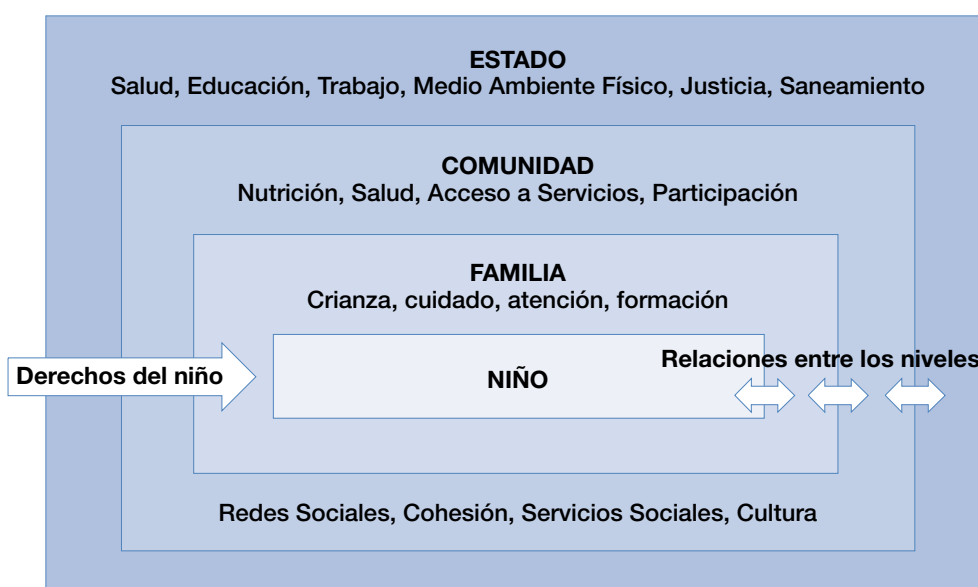 ESTADO
Salud, Educación, Trabajo, Medio Ambiente Físico, Justicia, Saneamiento
COMUNIDAD
Nutrición, Salud, Acceso a Servicios, Participación
FAMILIA
Crianza, cuidado, atención, formación
Derechos del niño
NIÑO
Relaciones entre los niveles
Redes Sociales, Cohesión, Servicios Sociales, Cultura